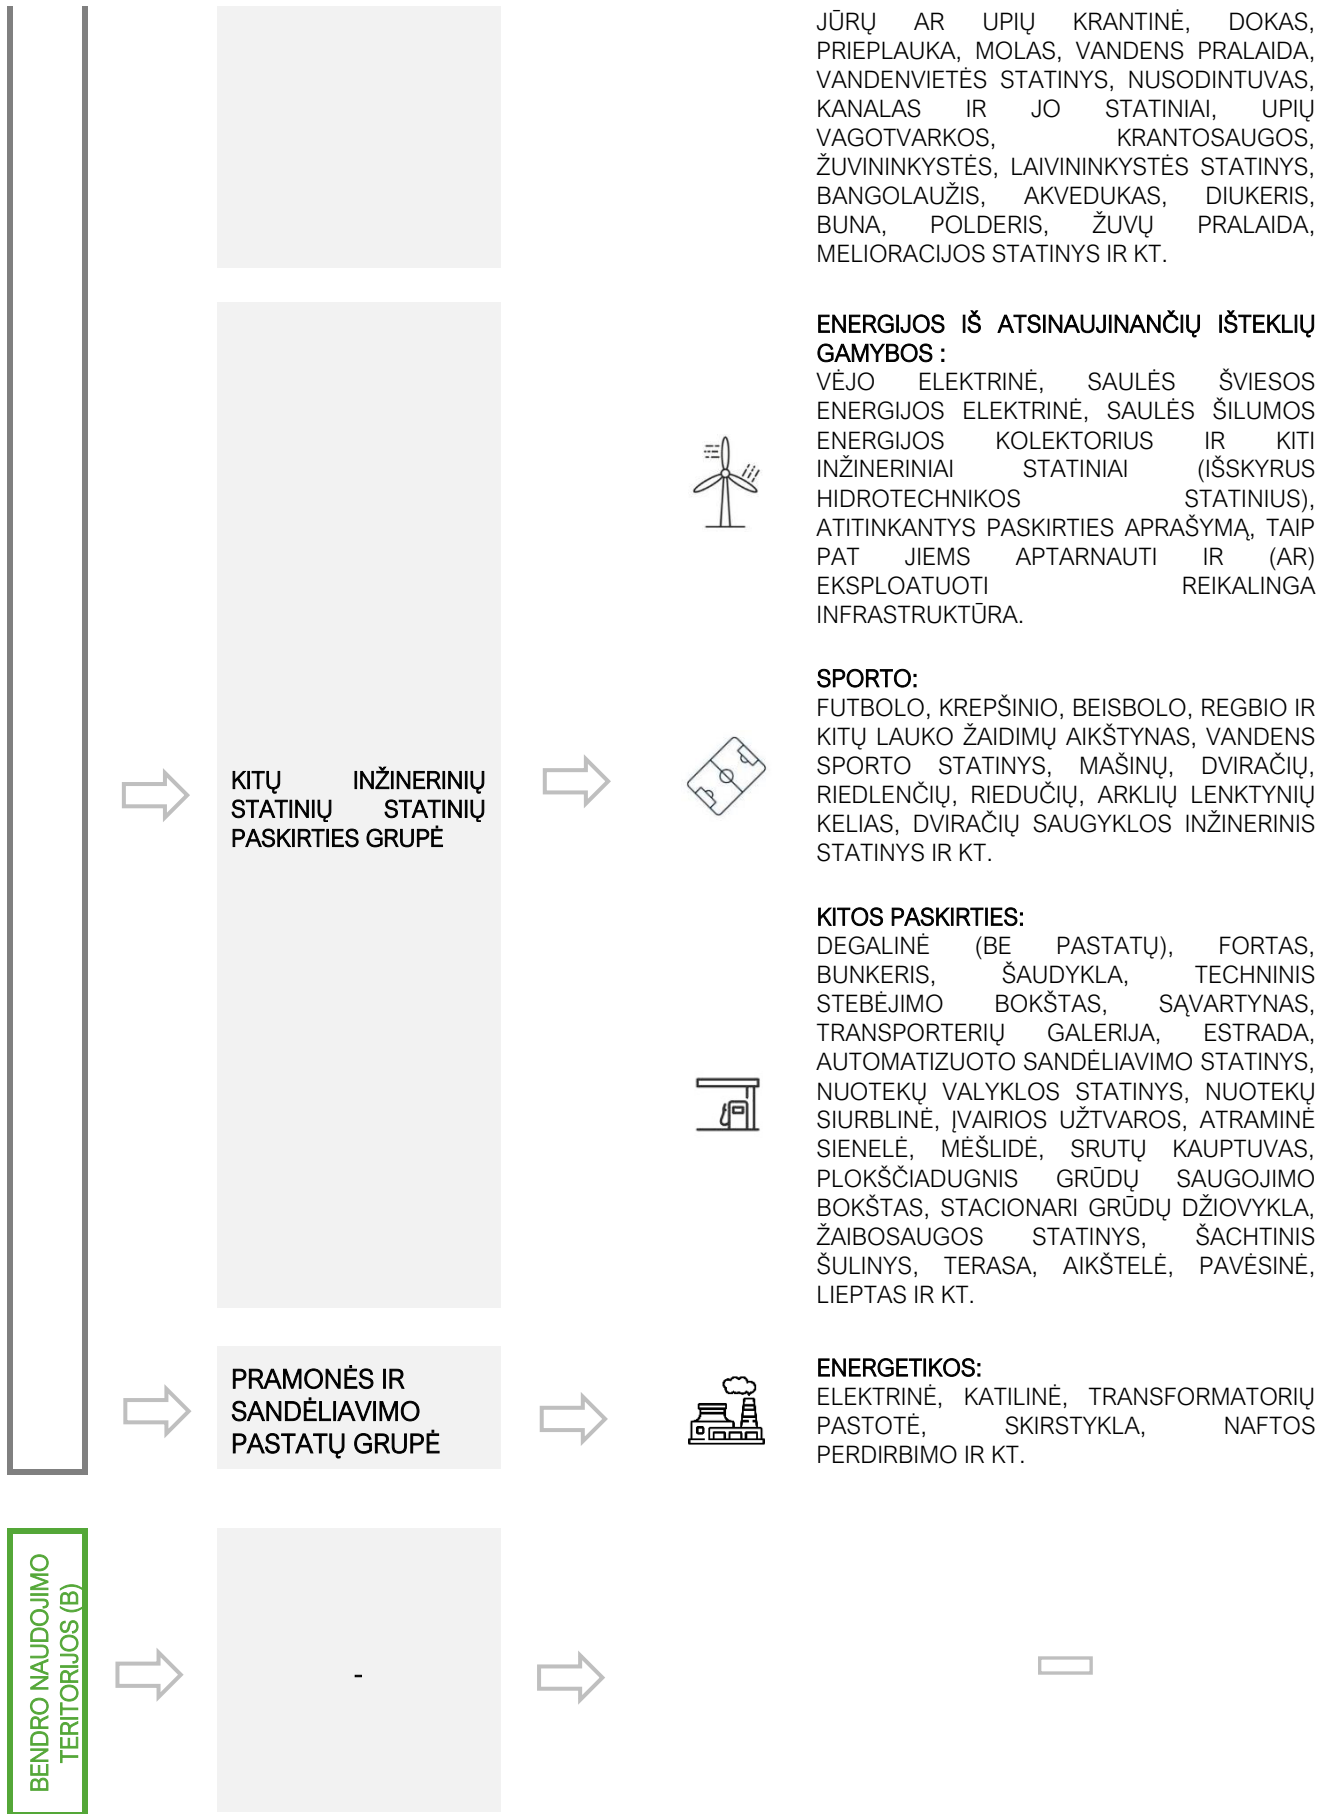 JŪRŲ AR UPIŲ KRANTINĖ, DOKAS,
PRIEPLAUKA, MOLAS, VANDENS PRALAIDA,
VANDENVIETĖS STATINYS, NUSODINTUVAS,
KANALAS IR JO STATINIAI, UPIŲ
VAGOTVARKOS, KRANTOSAUGOS,
ŽUVININKYSTĖS, LAIVININKYSTĖS STATINYS,
BANGOLAUŽIS, AKVEDUKAS, DIUKERIS,
BUNA, POLDERIS, ŽUVŲ PRALAIDA,
MELIORACIJOS STATINYS IR KT.
KITŲ INŽINERINIŲ
STATINIŲ STATINIŲ
PASKIRTIES GRUPĖ
ENERGIJOS IŠ ATSINAUJINANČIŲ IŠTEKLIŲ
GAMYBOS :
VĖJO ELEKTRINĖ, SAULĖS ŠVIESOS
ENERGIJOS ELEKTRINĖ, SAULĖS ŠILUMOS
ENERGIJOS KOLEKTORIUS IR KITI
INŽINERINIAI STATINIAI (IŠSKYRUS
HIDROTECHNIKOS STATINIUS),
ATITINKANTYS PASKIRTIES APRAŠYMĄ, TAIP
PAT JIEMS APTARNAUTI IR (AR)
EKSPLOATUOTI REIKALINGA
INFRASTRUKTŪRA.
SPORTO:
FUTBOLO, KREPŠINIO, BEISBOLO, REGBIO IR
KITŲ LAUKO ŽAIDIMŲ AIKŠTYNAS, VANDENS
SPORTO STATINYS, MAŠINŲ, DVIRAČIŲ,
RIEDLENČIŲ, RIEDUČIŲ, ARKLIŲ LENKTYNIŲ
KELIAS, DVIRAČIŲ SAUGYKLOS INŽINERINIS
STATINYS IR KT.
KITOS PASKIRTIES:
DEGALINĖ (BE PASTATŲ), FORTAS,
BUNKERIS, ŠAUDYKLA, TECHNINIS
STEBĖJIMO BOKŠTAS, SĄVARTYNAS,
TRANSPORTERIŲ GALERIJA, ESTRADA,
AUTOMATIZUOTO SANDĖLIAVIMO STATINYS,
NUOTEKŲ VALYKLOS STATINYS, NUOTEKŲ
SIURBLINĖ, ĮVAIRIOS UŽTVAROS, ATRAMINĖ
SIENELĖ, MĖŠLIDĖ, SRUTŲ KAUPTUVAS,
PLOKŠČIADUGNIS GRŪDŲ SAUGOJIMO
BOKŠTAS, STACIONARI GRŪDŲ DŽIOVYKLA,
ŽAIBOSAUGOS STATINYS, ŠACHTINIS
ŠULINYS, TERASA, AIKŠTELĖ, PAVĖSINĖ,
LIEPTAS IR KT.
PRAMONĖS IR
SANDĖLIAVIMO
PASTATŲ GRUPĖ
ENERGETIKOS:
ELEKTRINĖ, KATILINĖ, TRANSFORMATORIŲ
PASTOTĖ, SKIRSTYKLA, NAFTOS
PERDIRBIMO IR KT.
BENDRO NAUDOJIMO
TERITORIJOS (B)
-